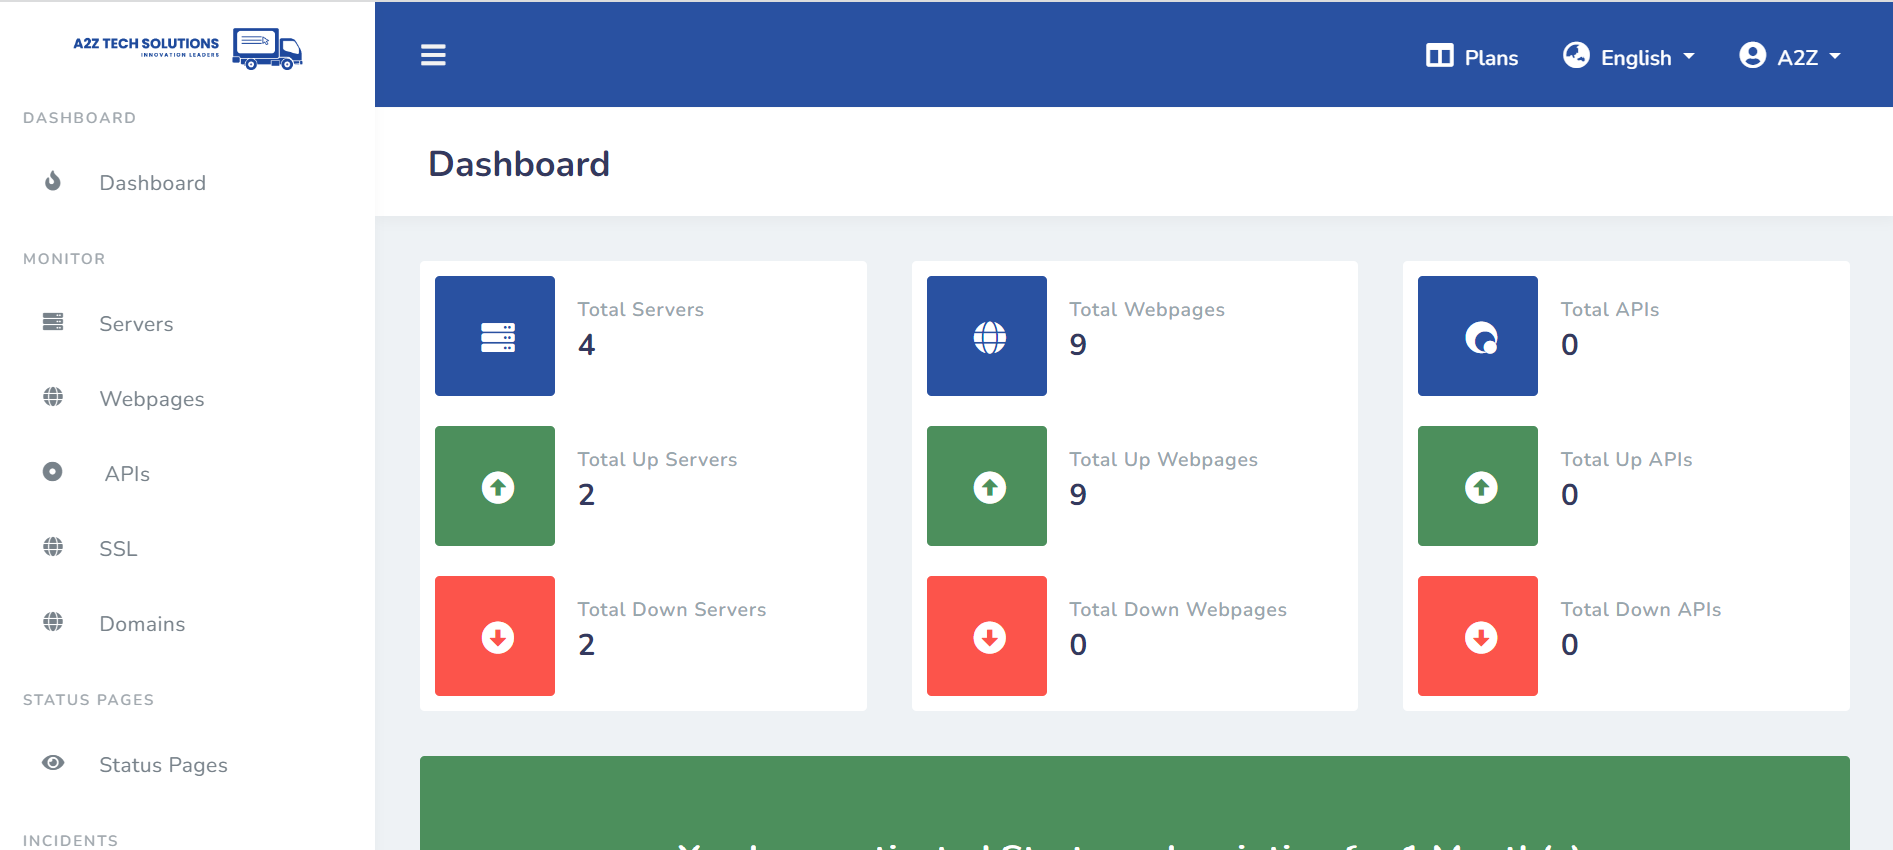 A2Z TECH SOLUTIONS
INNOVATION LEADERS
Plans
English
A2Z
DASHBOARD
Dashboard
MONITOR
Servers
Webpages
APIs
SSL
Domains
STATUS PAGES
Status Pages
INCIDENTS
Dashboard
Total Servers
4
Total Up Servers
2
Total Down Servers
2
Total Webpages
9
Total Up Webpages
9
Total Down Webpages
0
Total APIs
0
Total Up APIs
0
Total Down APIs
0